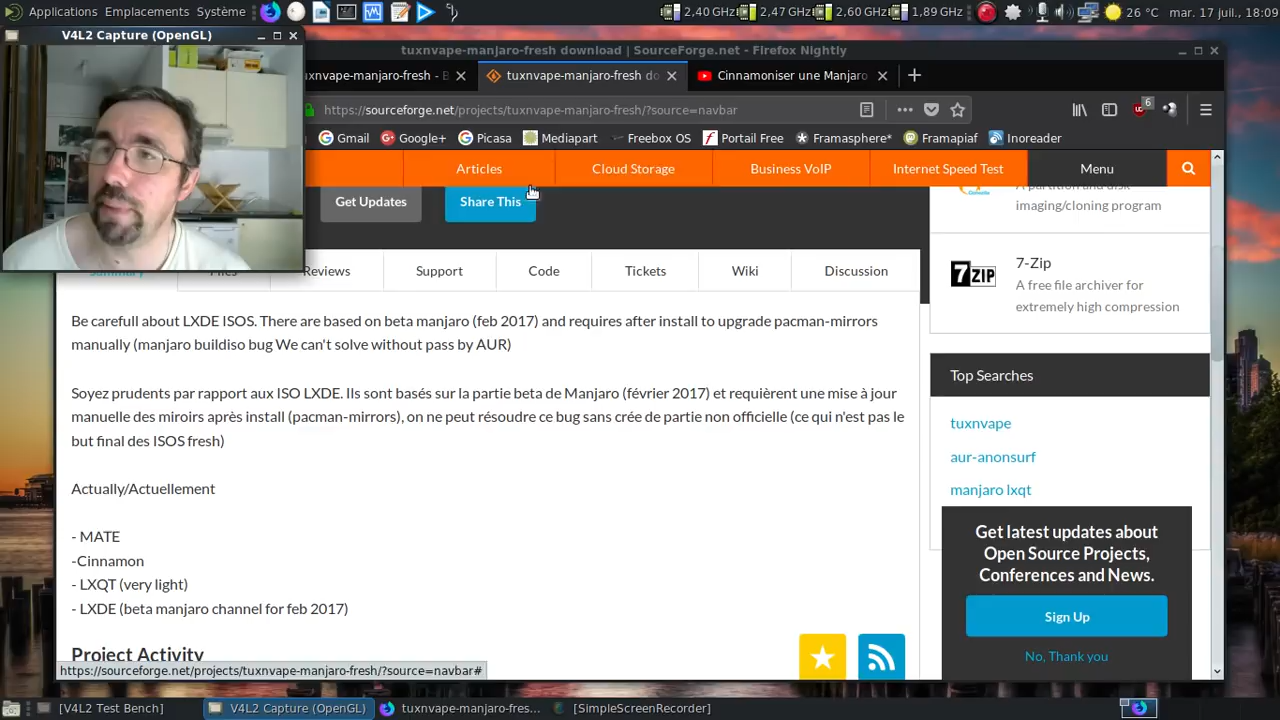 Applications Emplacements Système
2,40 GHz 2,47 GHz 2,60 GHz 1,89 GHz 26 °C mar. 17 juil., 18:09
V4L2 Capture (OpenGL)
tuxnvape-manjaro-fresh download | SourceForge.net - Firefox Nightly
xnvape-manjaro-fresh - B
tuxnvape-manjaro-fresh do
Cinnamoniser une Manjaro
https://sourceforge.net/projects/tuxnvape-manjaro-fresh/?source=navbar
6
Gmail Google+ Picasa Mediapart Freebox OS Portail Free Framasphere* Framapiaf Inoreader
Articles Cloud Storage Business VoIP Internet Speed Test Menu
Get Updates Share This
Summary Files Reviews Support Code Tickets Wiki Discussion
Be carefull about LXDE ISOS. There are based on beta manjaro (feb 2017) and requires after install to upgrade pacman-mirrors
manually (manjaro buildiso bug We can't solve without pass by AUR)
Soyez prudents par rapport aux ISO LXDE. Ils sont basés sur la partie beta de Manjaro (février 2017) et requièrent une mise à jour
manuelle des miroirs après install (pacman-mirrors), on ne peut résoudre ce bug sans crée de partie non officielle (ce qui n'est pas le
but final des ISOS fresh)
Actually/Actuellement
- MATE
-Cinnamon
- LXQT (very light)
- LXDE (beta manjaro channel for feb 2017)
Project Activity
https://sourceforge.net/projects/tuxnvape-manjaro-fresh/?source=navbar#
A partition and disk
imaging/cloning program
7ZIP
7-Zip
A free file archiver for
extremely high compression
Top Searches
tuxnvape
aur-anonsurf
manjaro lxqt
Get latest updates about
Open Source Projects,
Conferences and News.
Sign Up
No, Thank you
[V4L2 Test Bench] V4L2 Capture (OpenGL) tuxnvape-manjaro-fres... [SimpleScreenRecorder]